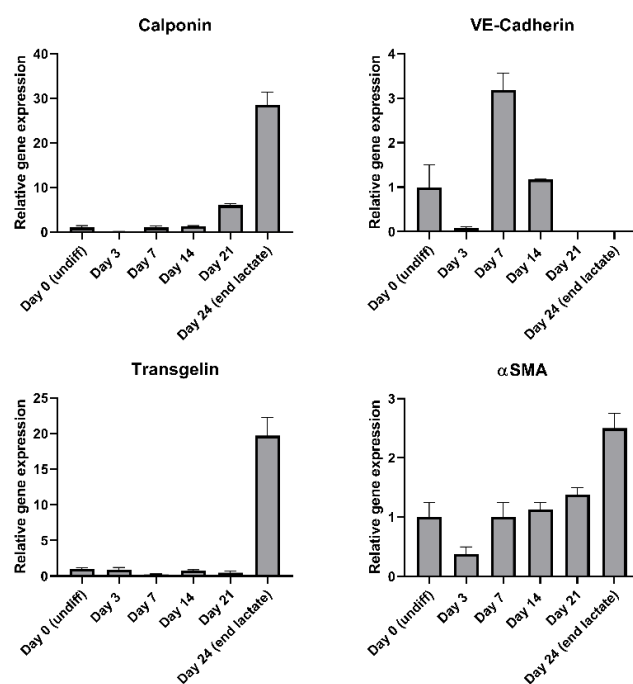 Calponin
Relative gene expression
40
30
20
10
0
Day 0 (undiff)
Day 3
Day 7
Day 14
Day 21
Day 24 (end lactate)
VE-Cadherin
Relative gene expression
4
3
2
1
0
Day 0 (undiff)
Day 3
Day 7
Day 14
Day 21
Day 24 (end lactate)
Transgelin
Relative gene expression
25
20
15
10
5
0
Day 0 (undiff)
Day 3
Day 7
Day 14
Day 21
Day 24 (end lactate)
αSMA
Relative gene expression
3
2
1
0
Day 0 (undiff)
Day 3
Day 7
Day 14
Day 21
Day 24 (end lactate)